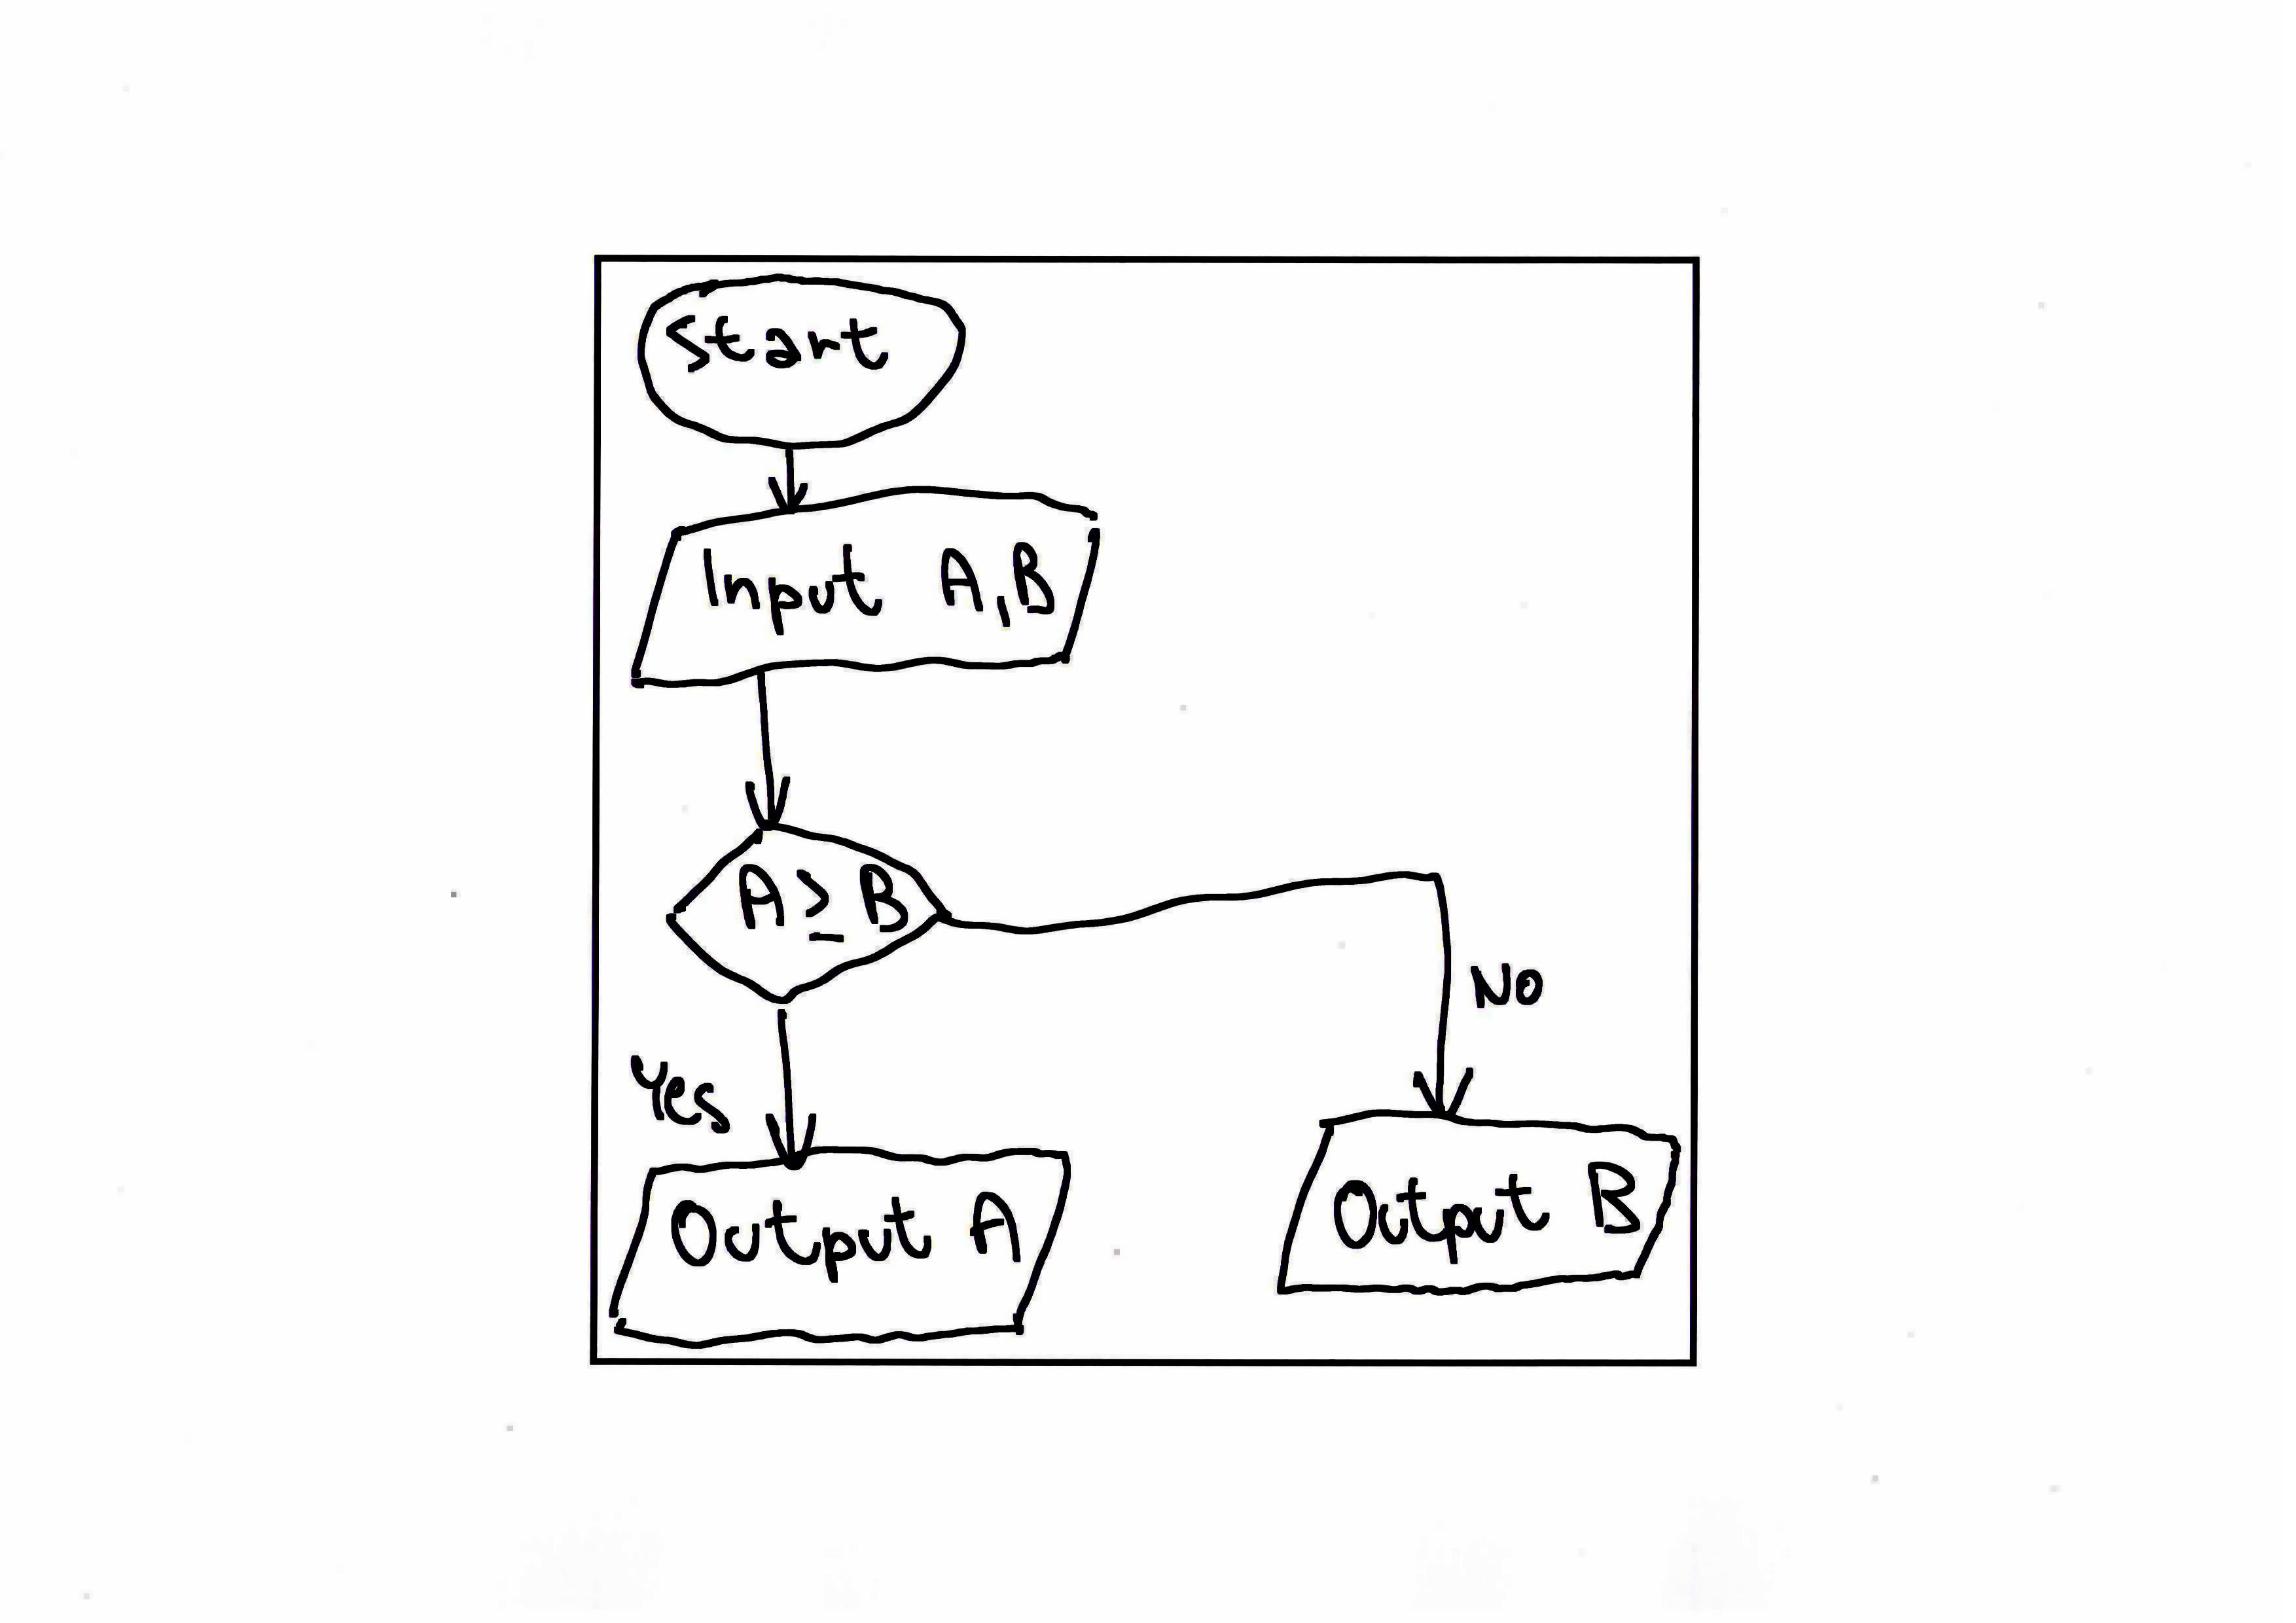 Start
Input A,B
A ≥ B
No
Yes
Output A
Output B